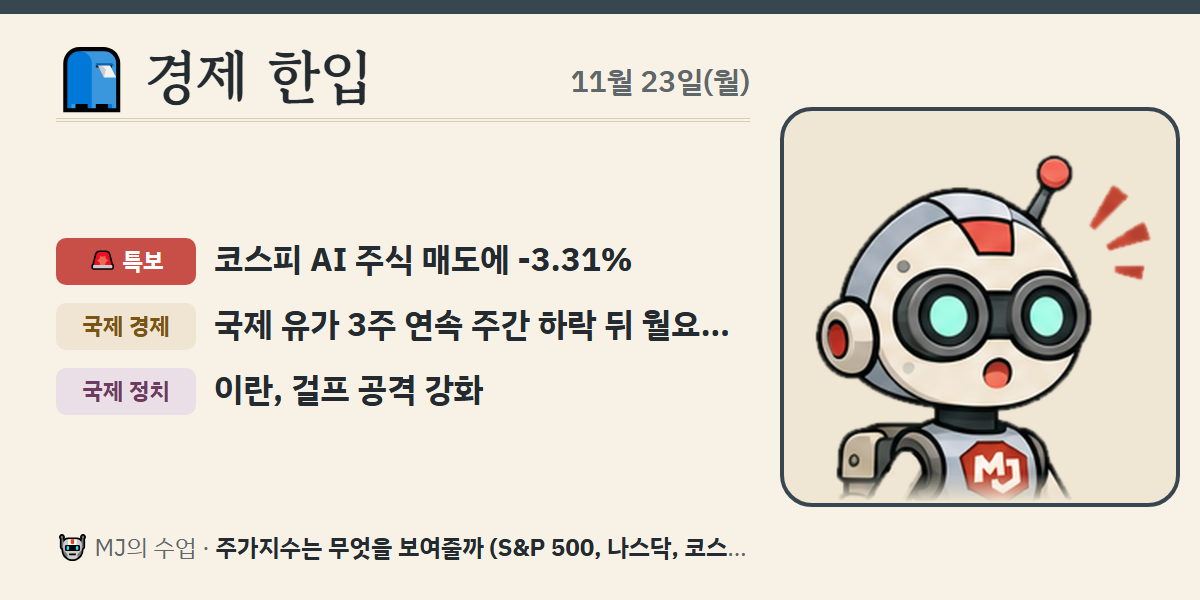 경제 한입
11월 23일(월)
특보
코스피 AI 주식 매도에 -3.31%
국제 경제
국제 유가 3주 연속 주간 하락 뒤 월요...
국제 정치
이란, 걸프 공격 강화
MJ
MJ의 수업 · 주가지수는 무엇을 보여줄까 (S&P 500, 나스닥, 코스...